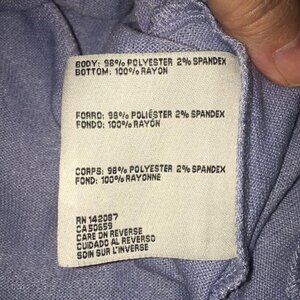 BODY: 98% POLYESTER 2% SPANDEX
BOTTOM: 100% RAYON
FORRO: 98% POLIÉSTER 2% SPANDEX
FONDO: 100% RAYON
CORPS: 98% POLYESTER 2% SPANDEX
FOND: 100% RAYONNE
RN 142087
CA50659
CARE ON REVERSE
CUIDADO AL REVERSO
SOIN SUR L'INVERSE